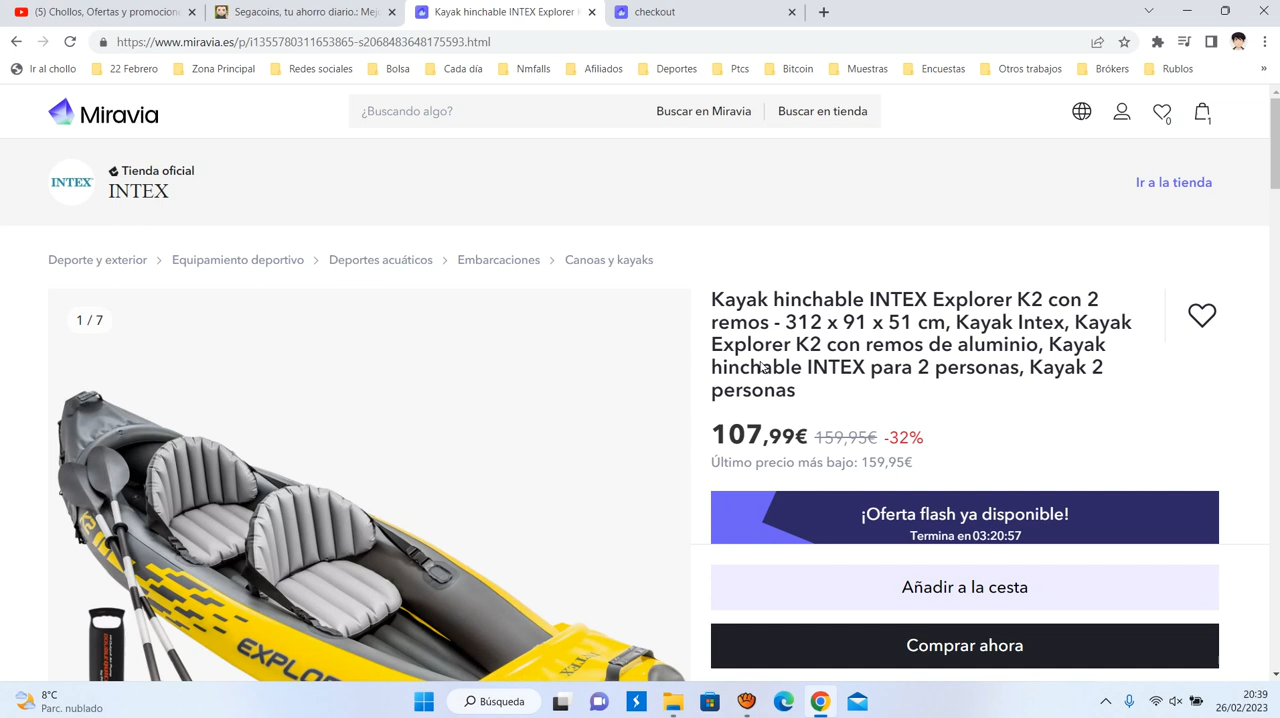 (5) Chollos, Ofertas y promocione
Segacoins, tu ahorro diario.: Mej
Kayak hinchable INTEX Explorer K
checkout
https://www.miravia.es/p/i1355780311653865-s2068483648175593.html
Ir al chollo
22 Febrero
Zona Principal
Redes sociales
Bolsa
Cada día
Nmfalls
Afiliados
Deportes
Ptcs
Bitcoin
Muestras
Encuestas
Otros trabajos
Brókers
Rublos
»
Miravia
¿Buscando algo?
Buscar en Miravia
Buscar en tienda
0
1
INTEX
Tienda oficial
INTEX
Ir a la tienda
Deporte y exterior > Equipamiento deportivo > Deportes acuáticos > Embarcaciones > Canoas y kayaks
1 / 7
Kayak hinchable INTEX Explorer K2 con 2
remos - 312 x 91 x 51 cm, Kayak Intex, Kayak
Explorer K2 con remos de aluminio, Kayak
hinchable INTEX para 2 personas, Kayak 2
personas
107,99€ 159,95€ -32%
Último precio más bajo: 159,95€
¡Oferta flash ya disponible!
Termina en 03:20:57
Añadir a la cesta
Comprar ahora
K2
EXPLOR
INTEX
8°C
Parc. nublado
Búsqueda
20:39
26/02/2023